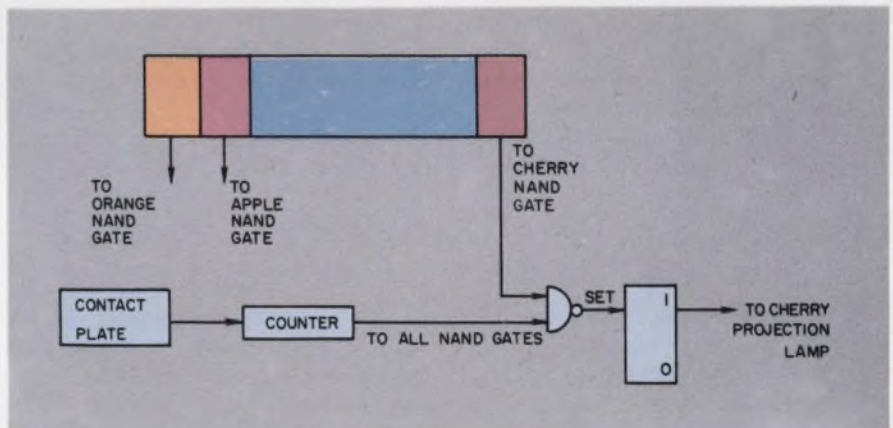 TO
ORANGE
NAND
GATE
TO
APPLE
NAND
GATE
TO
CHERRY
NAND
GATE
CONTACT
PLATE
COUNTER
TO ALL NAND GATES
SET
1
0
TO CHERRY
PROJECTION
LAMP